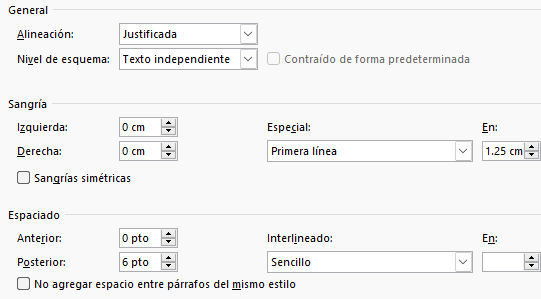 General
Alineación: Justificada
Nivel de esquema: Texto independiente Contraído de forma predeterminada
Sangría
Izquierda: 0 cm Especial: En:
Derecha: 0 cm Primera línea 1.25 cm
Sangrías simétricas
Espaciado
Anterior: 0 pto Interlineado: En:
Posterior: 6 pto Sencillo
No agregar espacio entre párrafos del mismo estilo